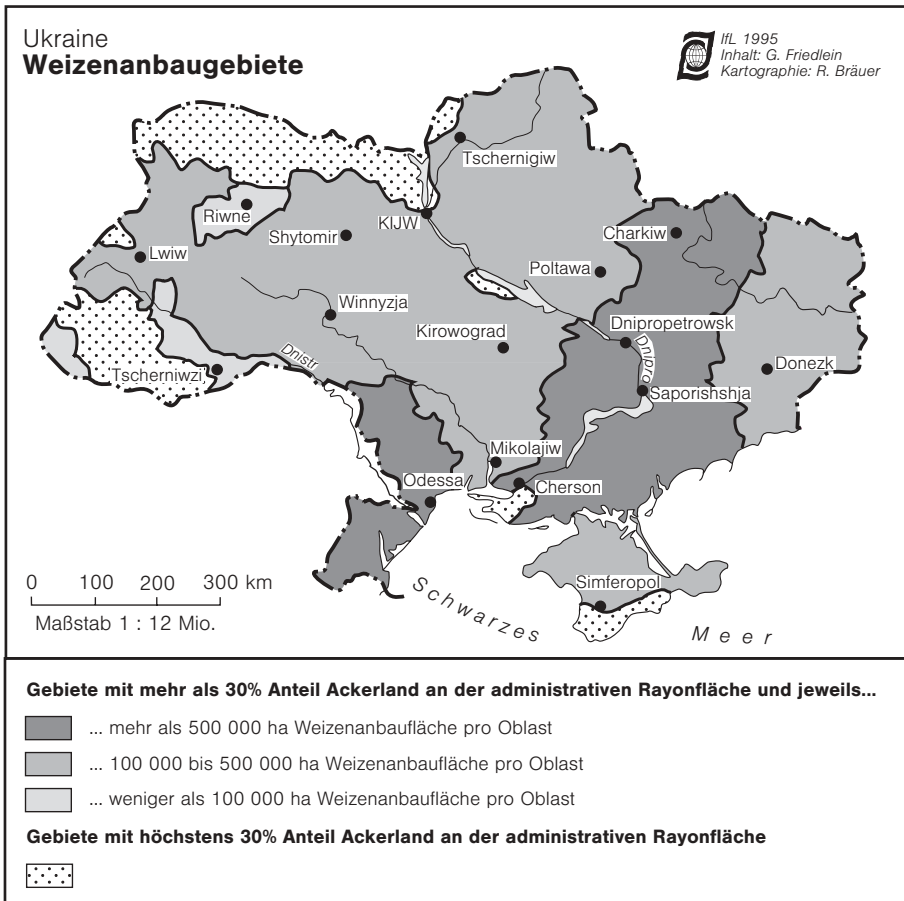 Ukraine
Weizenanbaugebiete
IfL 1995
Inhalt: G. Friedlein
Kartographie: R. Bräuer
Tschernigiw
Riwne
KIJW
Shytomir
Charkiw
Lwiw
Poltawa
Winnyzja
Kirowograd
Dnipropetrowsk
Dnistr
Dnipro
Tscherniwzij
Donezk
Saporishshja
Mikolajiw
Odessa
Cherson
0 100 200 300 km
Maßstab 1 : 12 Mio.
Simferopol
Schwarzes Meer
Gebiete mit mehr als 30% Anteil Ackerland an der administrativen Rayonfläche und jeweils...
... mehr als 500 000 ha Weizenanbaufläche pro Oblast
... 100 000 bis 500 000 ha Weizenanbaufläche pro Oblast
... weniger als 100 000 ha Weizenanbaufläche pro Oblast
Gebiete mit höchstens 30% Anteil Ackerland an der administrativen Rayonfläche